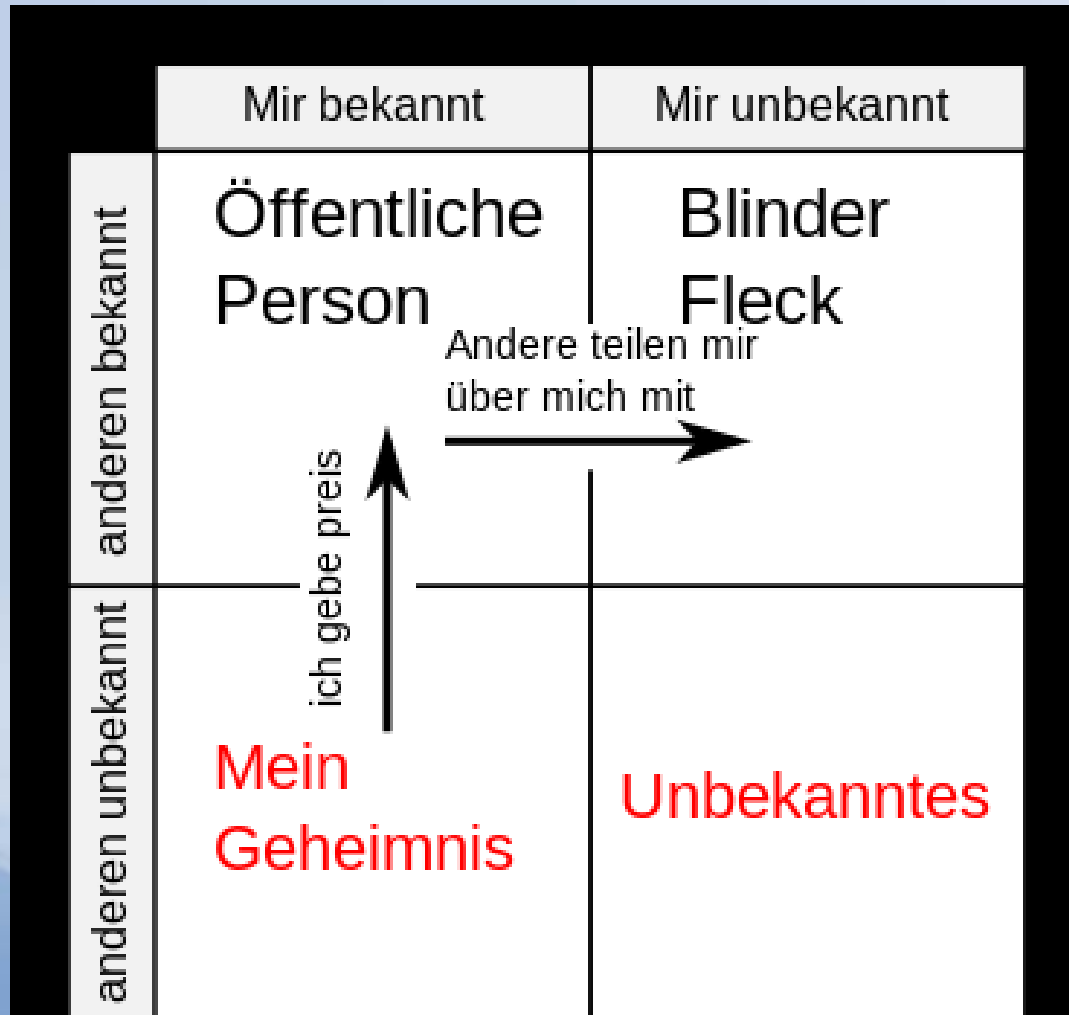 Mir bekannt
Mir unbekannt
anderen bekannt
Öffentliche
Person
Blinder
Fleck
Andere teilen mir
über mich mit
ich gebe preis
anderen unbekannt
Mein
Geheimnis
Unbekanntes